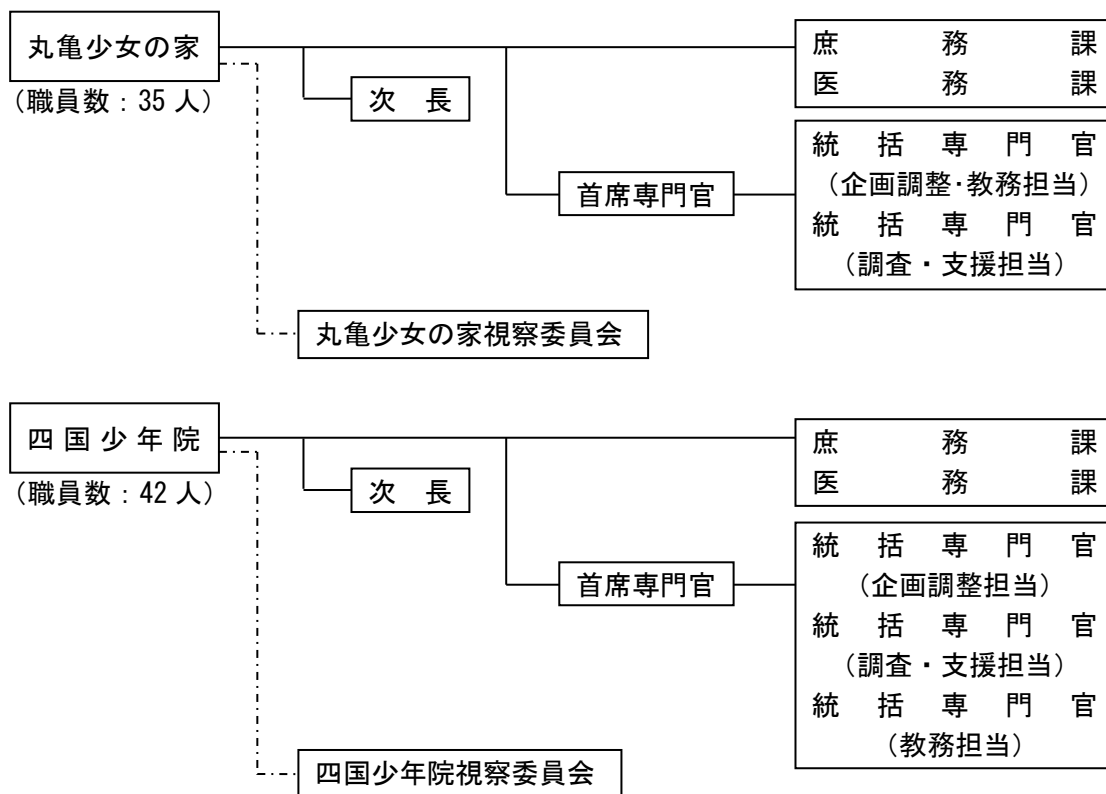 丸亀少女の家
（職員数：35 人）
次　長
庶　務　課
医　務　課
首席専門官
統　括　専　門　官
（企画調整・教務担当）
統　括　専　門　官
（調査・支援担当）
丸亀少女の家視察委員会
四 国 少 年 院
（職員数：42 人）
次　長
庶　務　課
医　務　課
首席専門官
統　括　専　門　官
（企画調整担当）
統　括　専　門　官
（調査・支援担当）
統　括　専　門　官
（教務担当）
四国少年院視察委員会